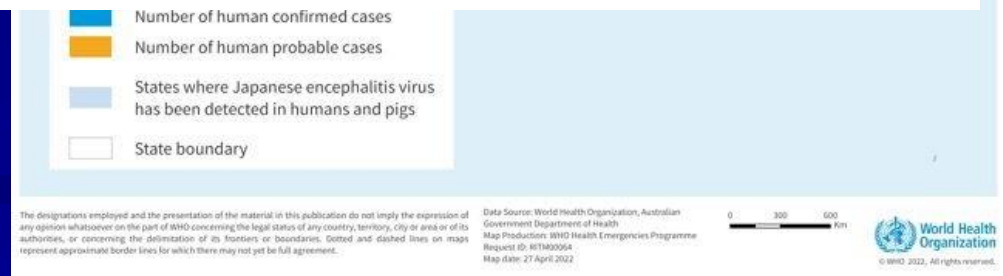 Number of human confirmed cases
Number of human probable cases
States where Japanese encephalitis virus
has been detected in humans and pigs
State boundary
The designations employed and the presentation of the material in this publication do not imply the expression of
any opinion whatsoever on the part of WHO concerning the legal status of any country, territory, city or area or of its
authorities, or concerning the delimitation of its frontiers or boundaries. Dotted and dashed lines on maps
represent approximate border lines for which there may not yet be full agreement.
Data Source: World Health Organization, Australian
Government Department of Health
Map Production: WHO Health Emergencies Programme
Request ID: RITM00064
Map date: 27 April 2022
0 300 600
Km
World Health
Organization
© WHO 2022, All rights reserved.